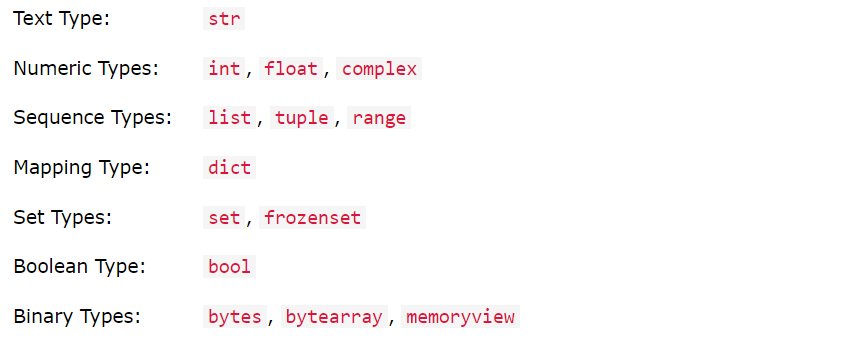 Text Type: str
Numeric Types: int, float, complex
Sequence Types: list, tuple, range
Mapping Type: dict
Set Types: set, frozenset
Boolean Type: bool
Binary Types: bytes, bytearray, memoryview